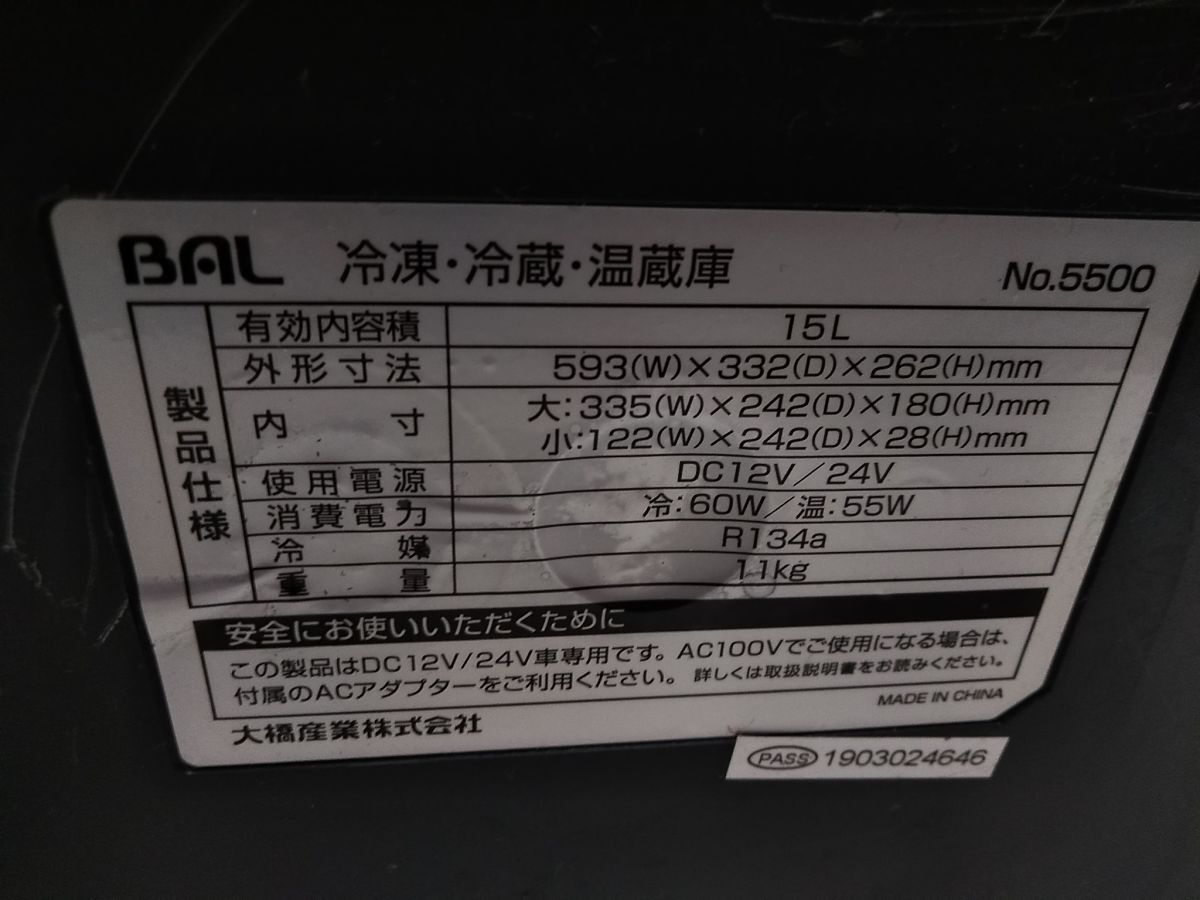 BAL 冷凍・冷蔵・温蔵庫 No.5500
製品仕様
有効内容積 15L
外形寸法 593(W)×332(D)×262(H)mm
内寸 大:335(W)×242(D)×180(H)mm
小:122(W)×242(D)×28(H)mm
使用電源 DC12V/24V
消費電力 冷:60W/温:55W
冷媒 R134a
重量 11kg
安全にお使いいただくために
この製品はDC12V/24V車専用です。AC100Vでご使用になる場合は、
付属のACアダプターをご利用ください。 詳しくは取扱説明書をお読みください。
MADE IN CHINA
大橋産業株式会社
PASS 1903024646